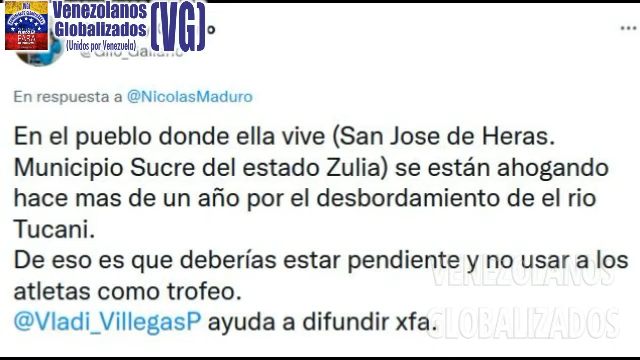 Venezolanos
Globalizados
(Unidos por Venezuela)
(VG)
VG
PARA
En respuesta a @NicolasMaduro
En el pueblo donde ella vive (San Jose de Heras.
Municipio Sucre del estado Zulia) se están ahogando
hace mas de un año por el desbordamiento de el rio
Tucani.
De eso es que deberías estar pendiente y no usar a los
atletas como trofeo.
@Vladi_VillegasP ayuda a difundir xfa.
VENEZOLANOS
GLOBALIZADOS